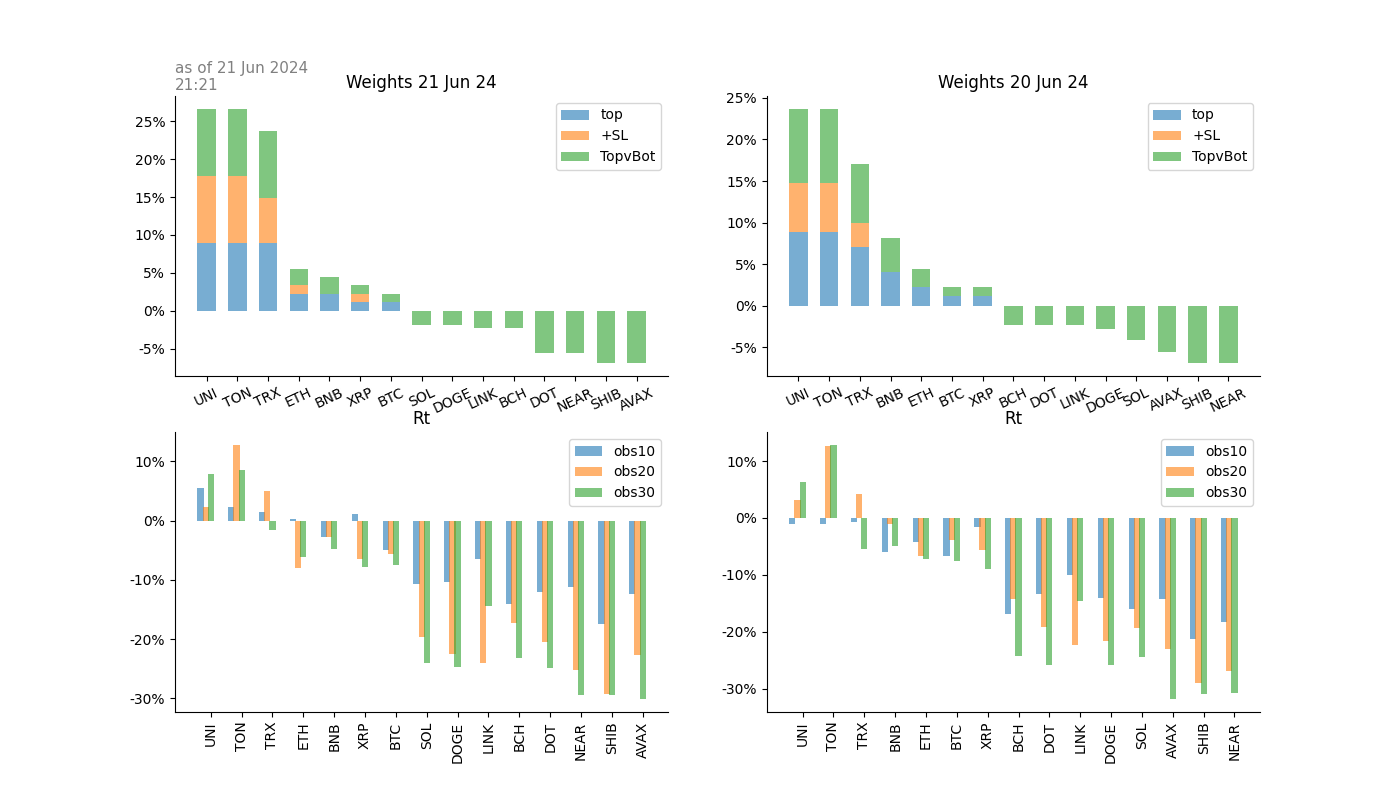 as of 21 Jun 2024
21:21
Weights 21 Jun 24
25%
20%
15%
10%
5%
0%
-5%
top
+SL
TopvBot
UNI TON TRX ETH BNB XRP BTC SOL DOGE LINK BCH DOT NEAR SHIB AVAX
Weights 20 Jun 24
25%
20%
15%
10%
5%
0%
-5%
top
+SL
TopvBot
UNI TON TRX BNB ETH BTC XRP BCH DOT LINK DOGE SOL AVAX SHIB NEAR
Rt
10%
0%
-10%
-20%
-30%
obs10
obs20
obs30
UNI TON TRX ETH BNB XRP BTC SOL DOGE LINK BCH DOT NEAR SHIB AVAX
Rt
10%
0%
-10%
-20%
-30%
obs10
obs20
obs30
UNI TON TRX BNB ETH BTC XRP BCH DOT LINK DOGE SOL AVAX SHIB NEAR